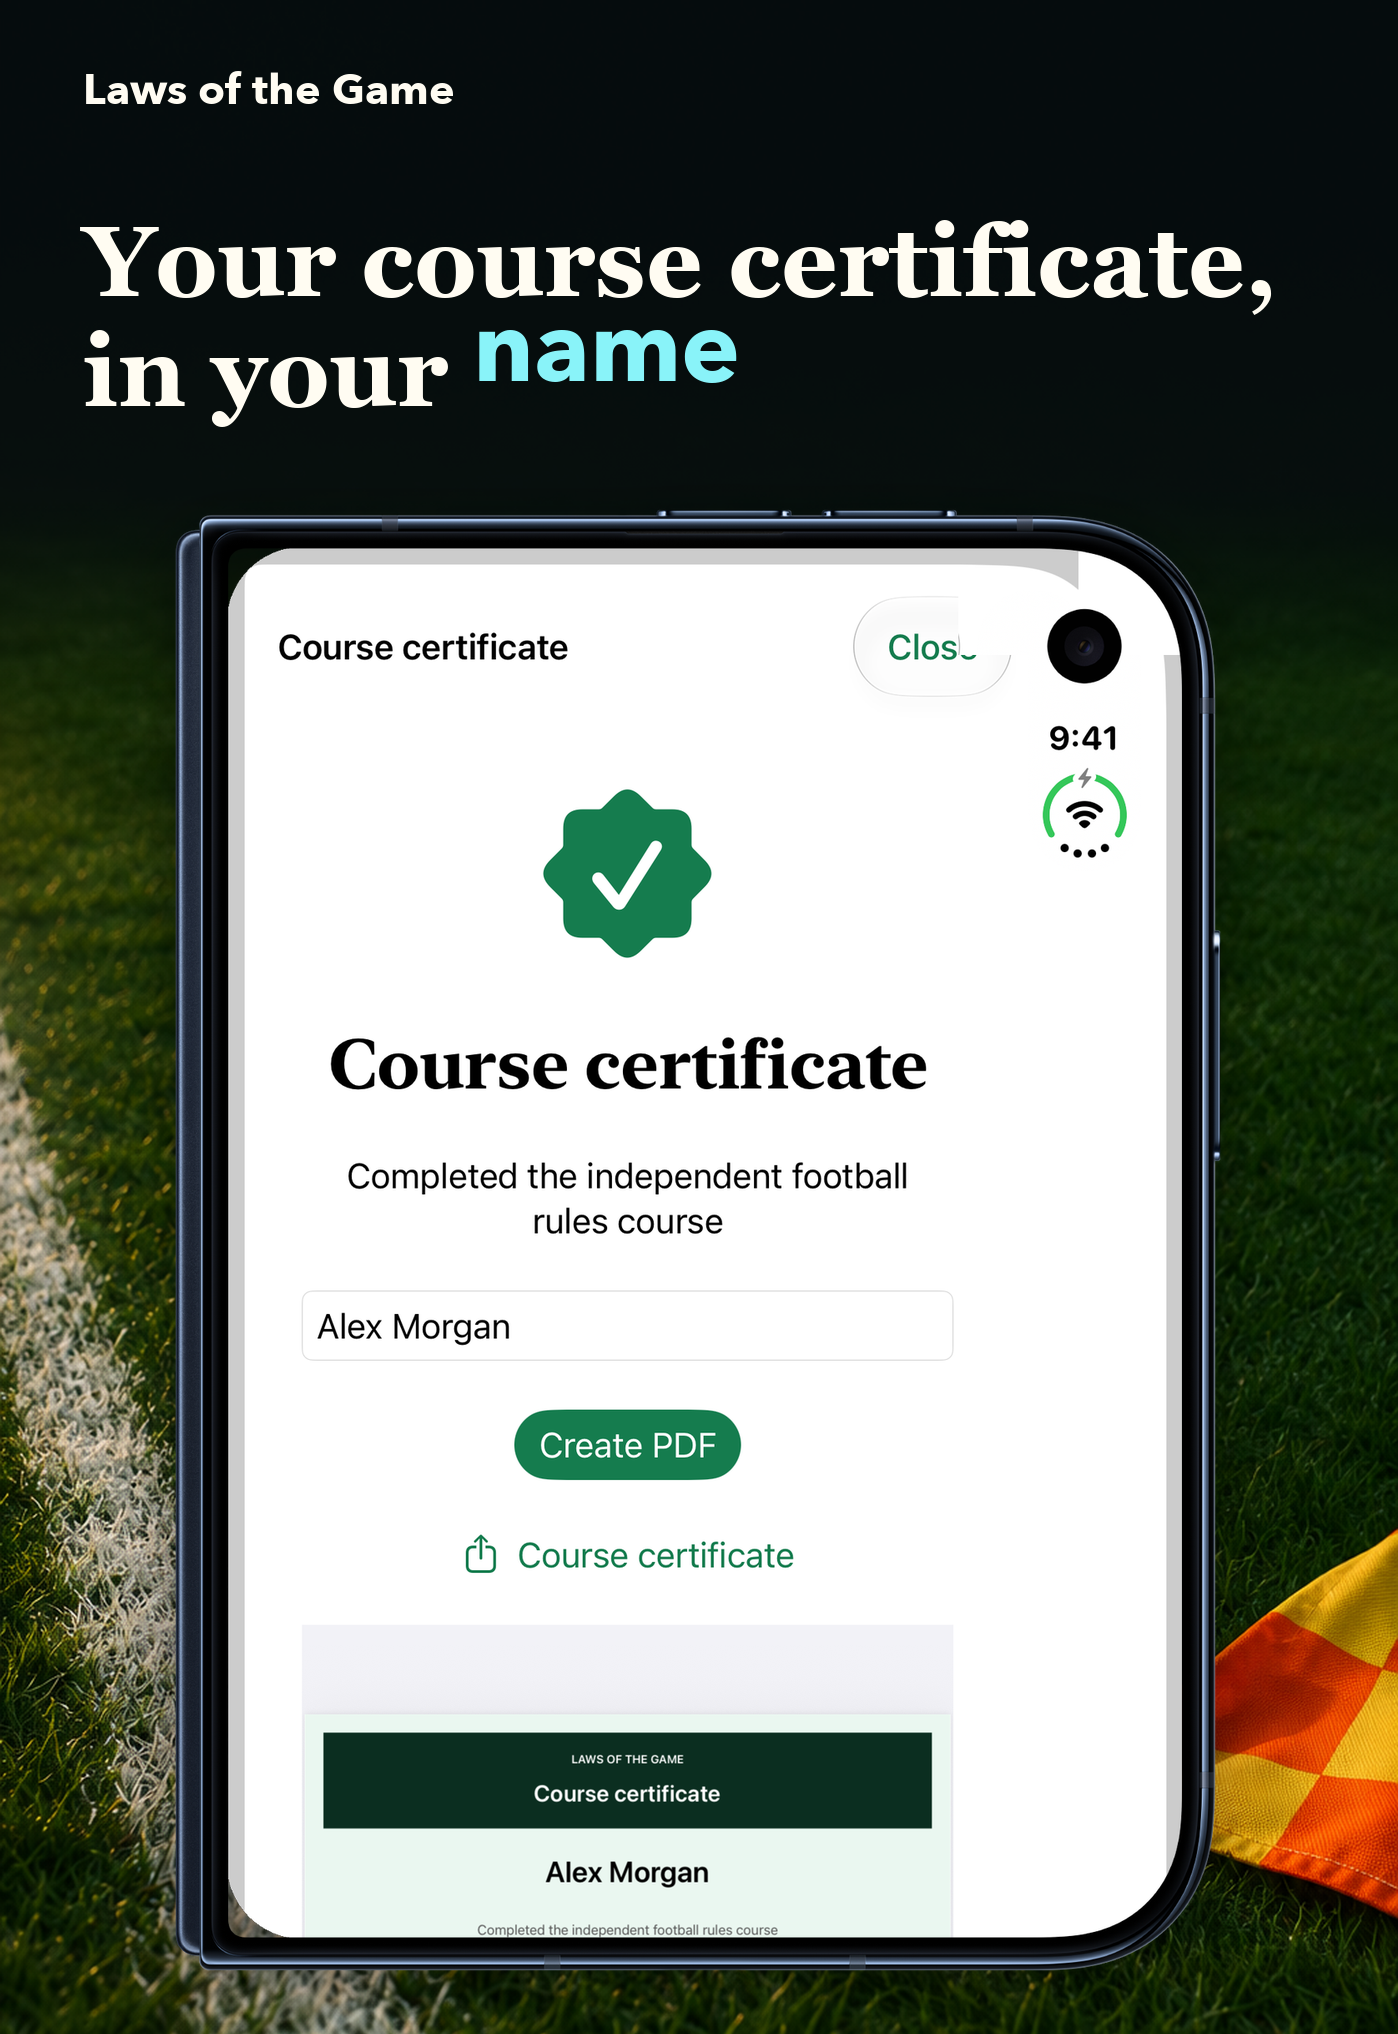 Laws of the Game
Your course certificate,
in your name
Course certificate
Close
9:41
Course certificate
Completed the independent football
rules course
Alex Morgan
Create PDF
Course certificate
LAWS OF THE GAME
Course certificate
Alex Morgan
Completed the independent football rules course